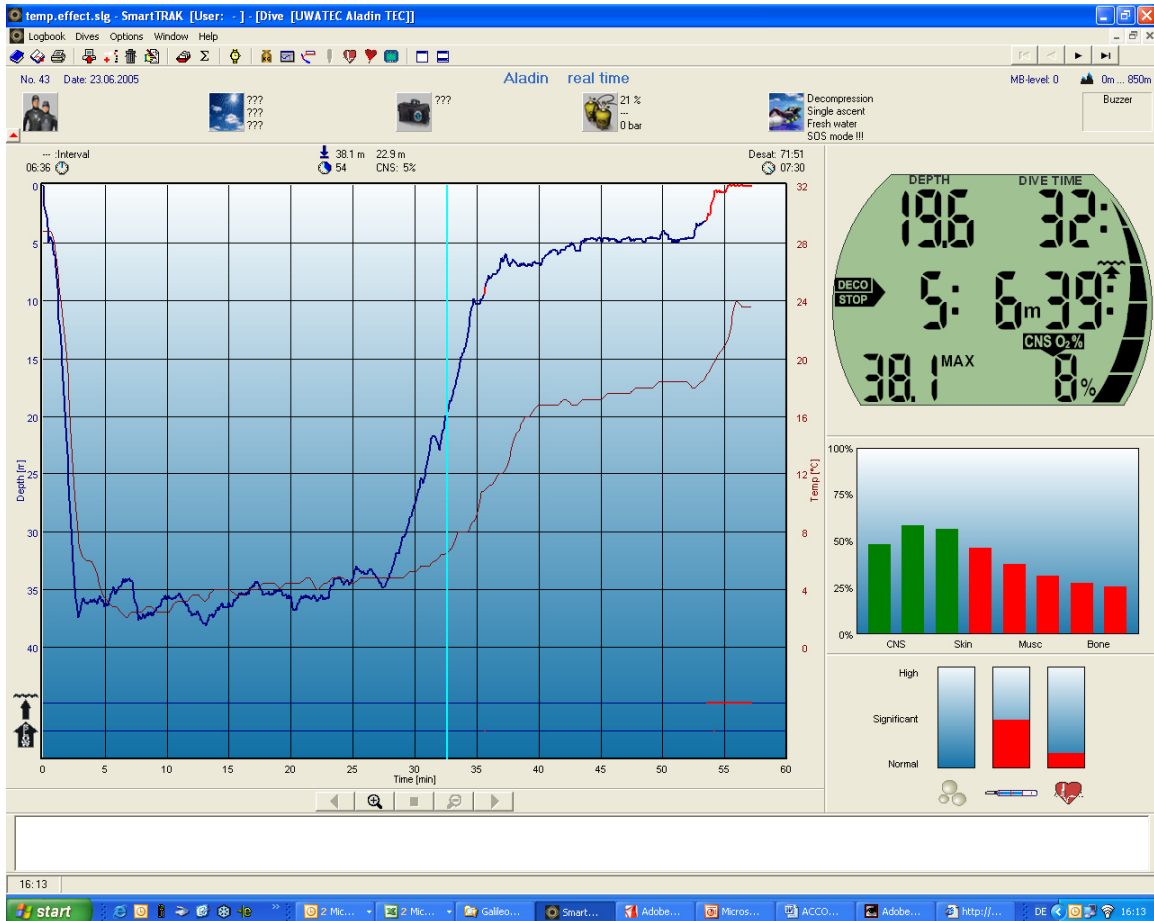 temp.effect.slg - SmartTRAK [User: - ] - [Dive [UWATEC Aladin TEC]]
Logbook Dives Options Window Help
No. 43 Date: 23.06.2005 Aladin real time MB-level: 0 0m ... 850m
???
???
???
???
21 %
---
0 bar
Decompression
Single ascent
Fresh water
SOS mode !!!
Buzzer
--- :Interval
06:36
38.1 m 22.9 m
54 CNS: 5%
Desat: 71:51
07:30
0
5
10
15
20
25
30
35
40
Depth [m]
32
28
24
20
16
12
8
4
0
Temp [°C]
0 5 10 15 20 25 30 35 40 45 50 55 60
Time [min]
DEPTH DIVE TIME
19.6 32:
DECO
STOP
5: 6m 39:
CNS O2%
38.1 MAX 8%
100%
75%
50%
25%
0%
CNS Skin Musc Bone
High
Significant
Normal
16:13
start 2 Mic... 2 Mic... Galileo... Smart... Adobe... Micros... ACCO... Adobe... http://... DE 16:13